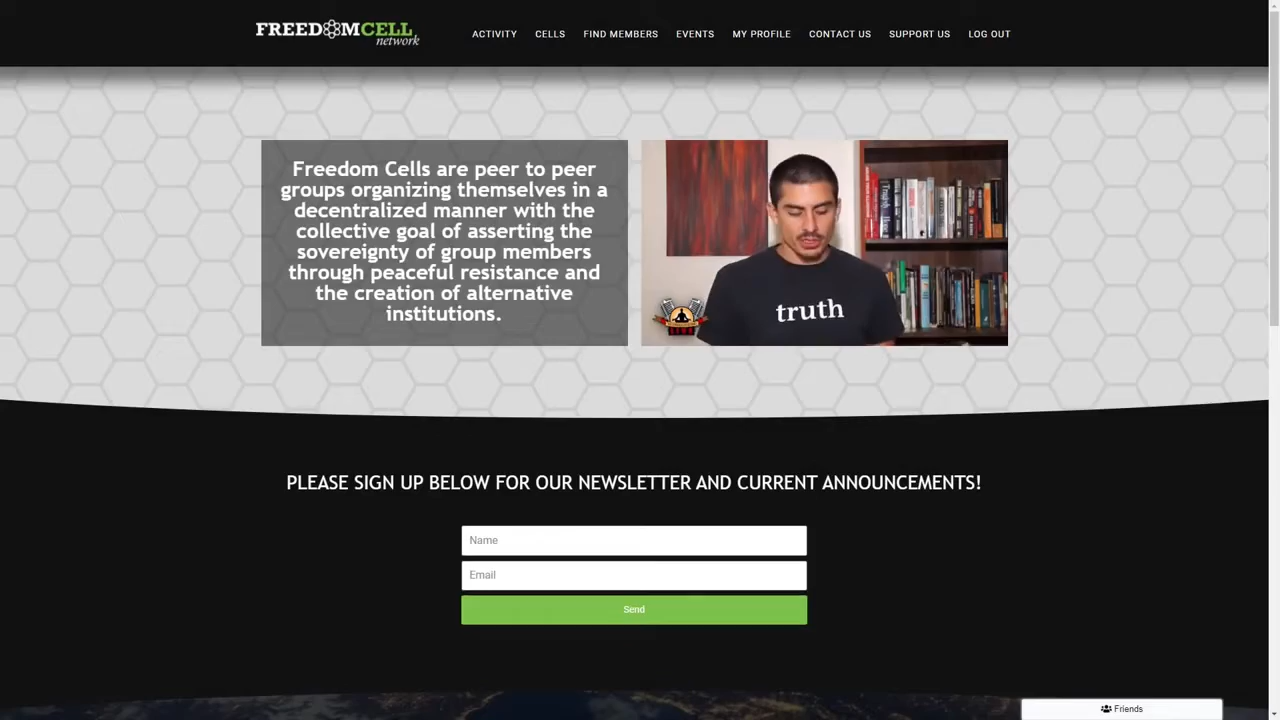 FREEDOMCELL
network
ACTIVITY CELLS FIND MEMBERS EVENTS MY PROFILE CONTACT US SUPPORT US LOG OUT
Freedom Cells are peer to peer
groups organizing themselves in a
decentralized manner with the
collective goal of asserting the
sovereignty of group members
through peaceful resistance and
the creation of alternative
institutions.
truth
PLEASE SIGN UP BELOW FOR OUR NEWSLETTER AND CURRENT ANNOUNCEMENTS!
Name
Email
Send
Friends